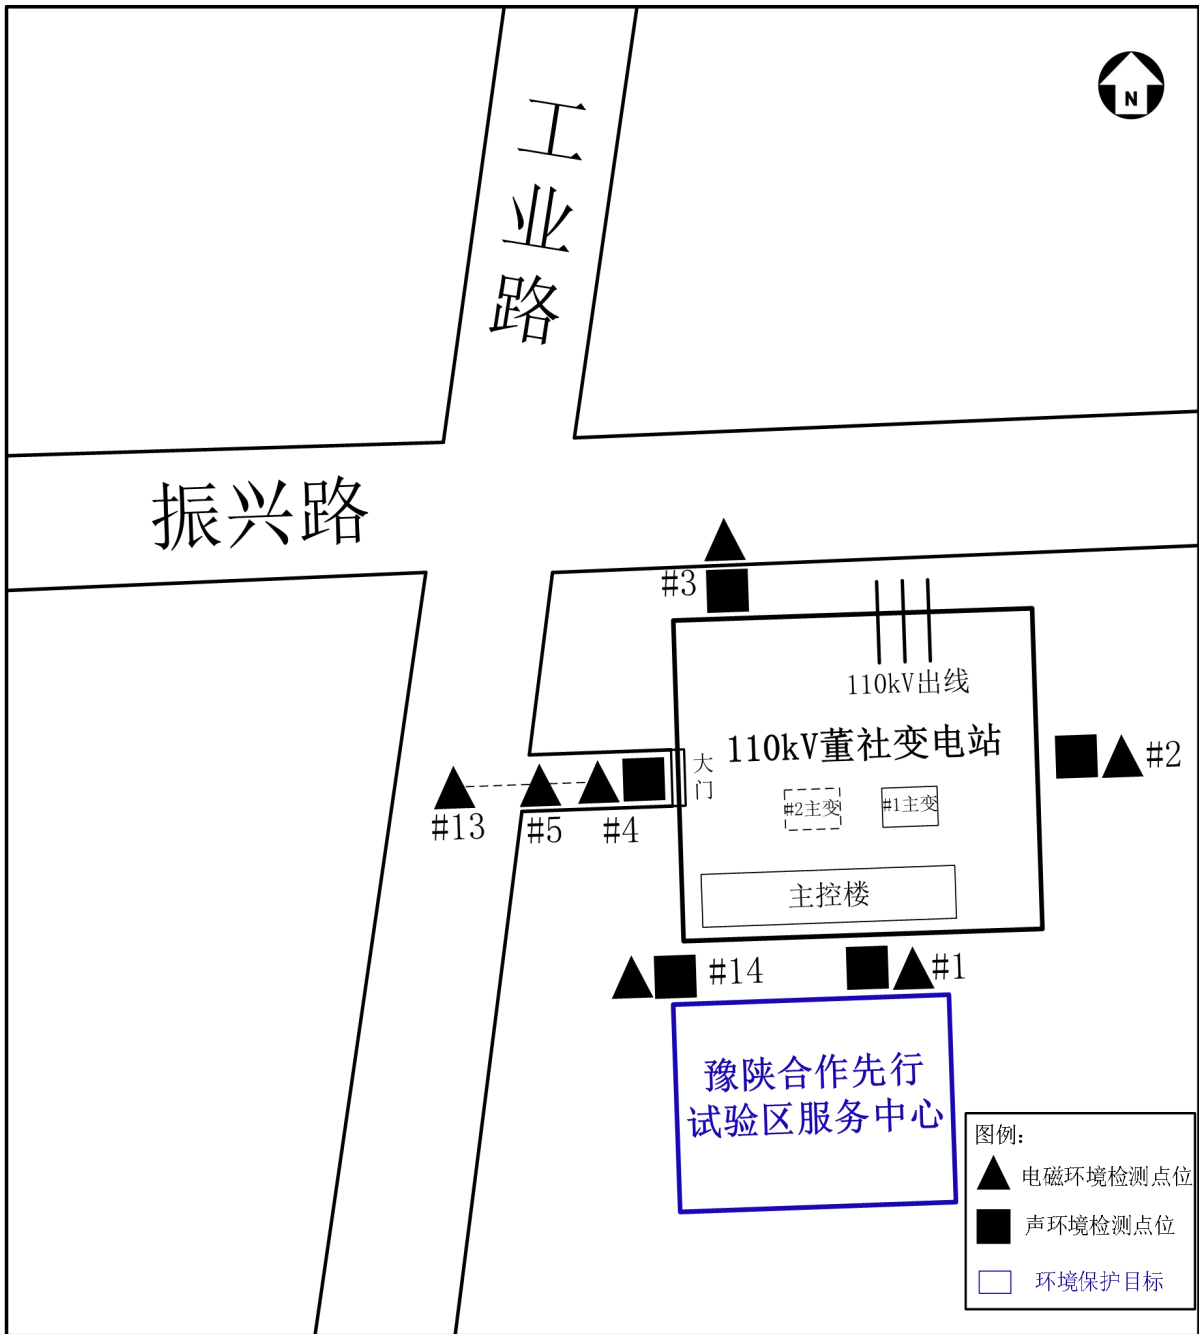 N
工业路
振兴路
#3
110kV出线
110kV董社变电站
#2
大门
#2主变
#1主变
#13
#5
#4
主控楼
#14
#1
豫陕合作先行
试验区服务中心
图例:
电磁环境检测点位
声环境检测点位
环境保护目标